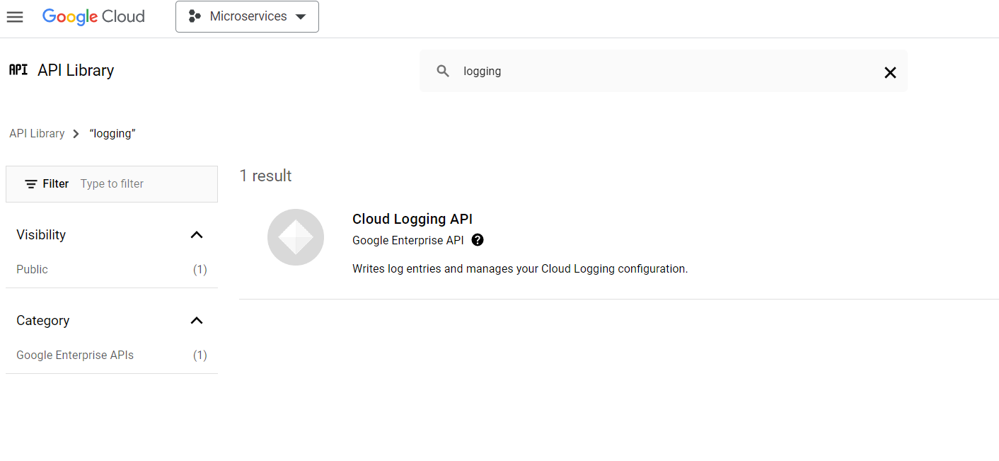 Google Cloud
Microservices
API API Library
logging
API Library “logging”
Filter Type to filter
1 result
Cloud Logging API
Google Enterprise API ?
Writes log entries and manages your Cloud Logging configuration.
Visibility
Public (1)
Category
Google Enterprise APIs (1)